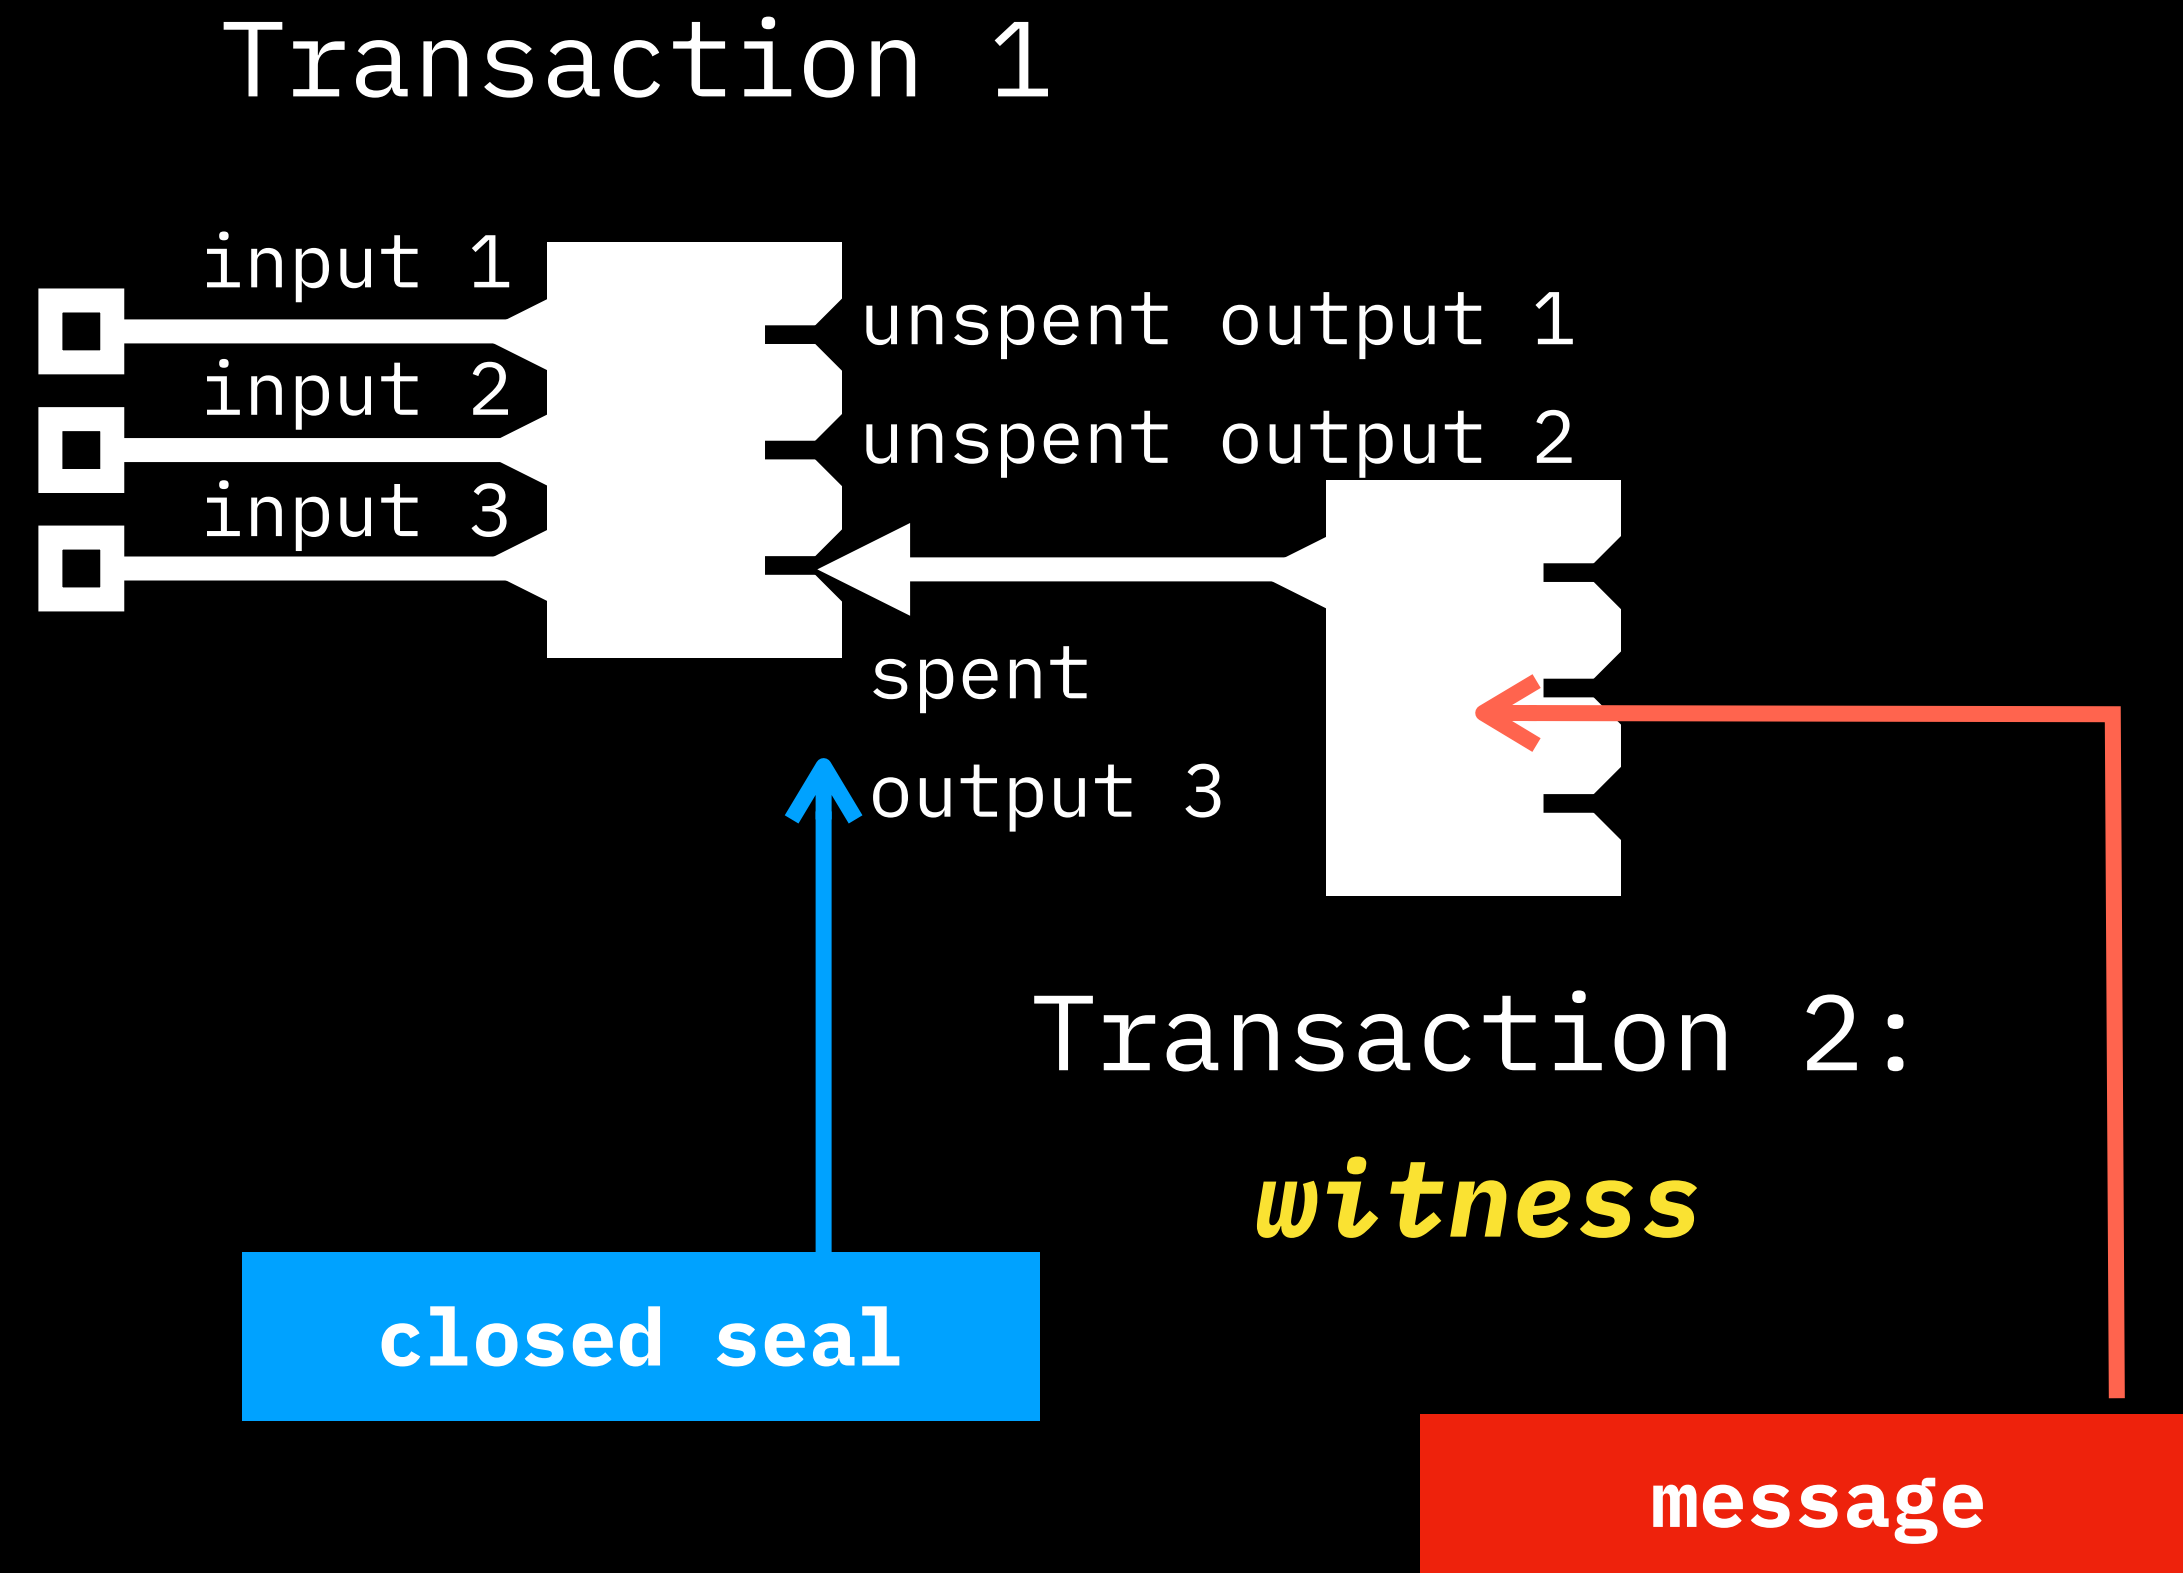 Transaction 1
input 1
unspent output 1
input 2
unspent output 2
input 3
spent
output 3
Transaction 2:
witness
closed seal
message